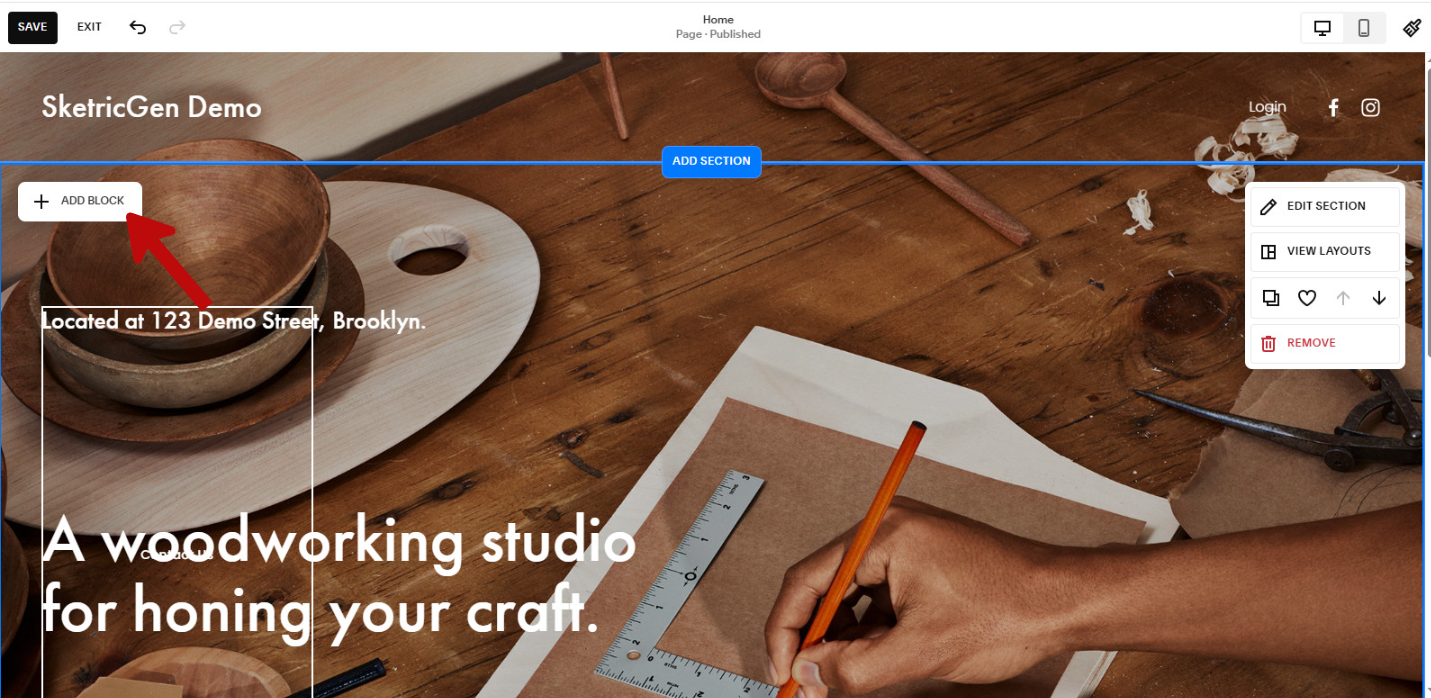 SAVE
EXIT
Home
Page · Published
SketricGen Demo
Login
ADD SECTION
ADD BLOCK
EDIT SECTION
VIEW LAYOUTS
REMOVE
Located at 123 Demo Street, Brooklyn.
A woodworking studio
Contact Us
for honing your craft.